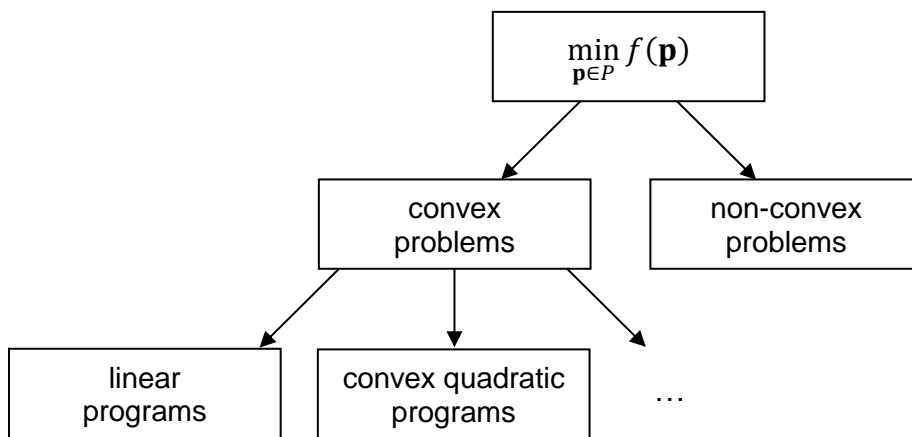 min f(𝐩)
𝐩∈P
convex
problems
non-convex
problems
linear
programs
convex quadratic
programs
…